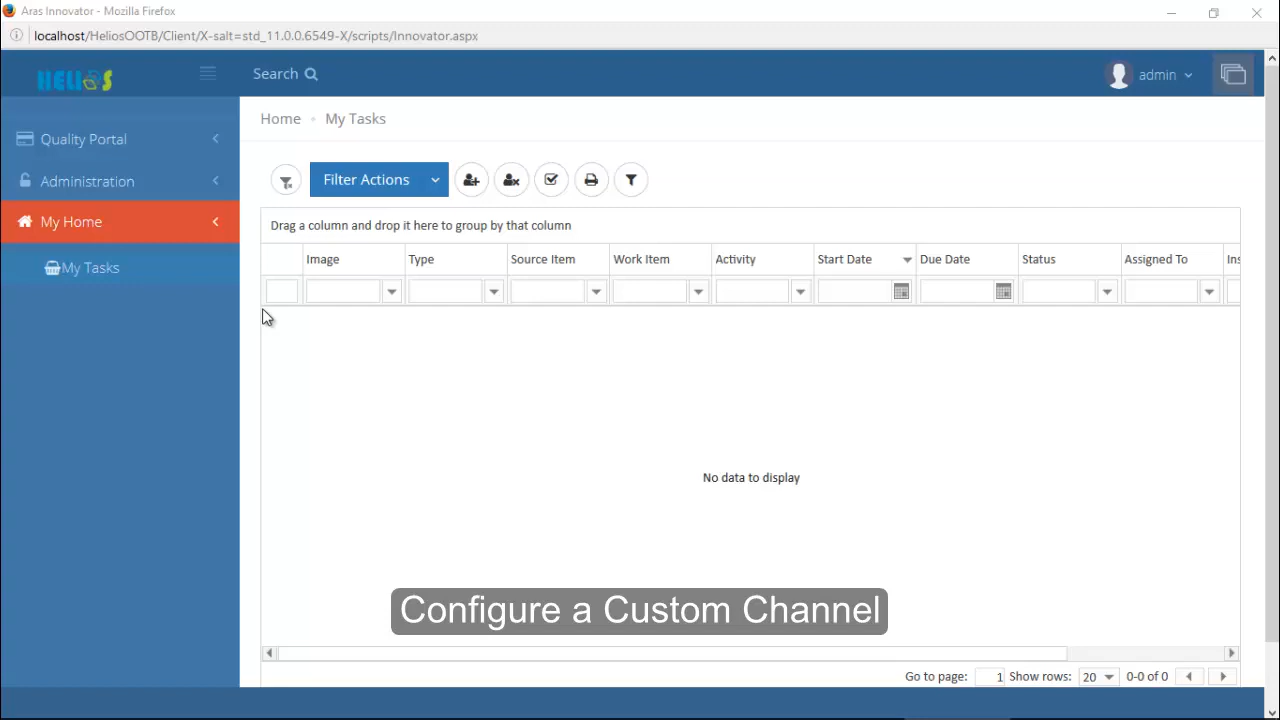 Aras Innovator - Mozilla Firefox
localhost/HeliosOOTB/Client/X-salt=std_11.0.0.6549-X/scripts/Innovator.aspx
HELIOS
Search
admin
Quality Portal
Administration
My Home
My Tasks
Home
My Tasks
Filter Actions
Drag a column and drop it here to group by that column
Image Type Source Item Work Item Activity Start Date Due Date Status Assigned To Ins
No data to display
Configure a Custom Channel
Go to page: 1 Show rows: 20 0-0 of 0